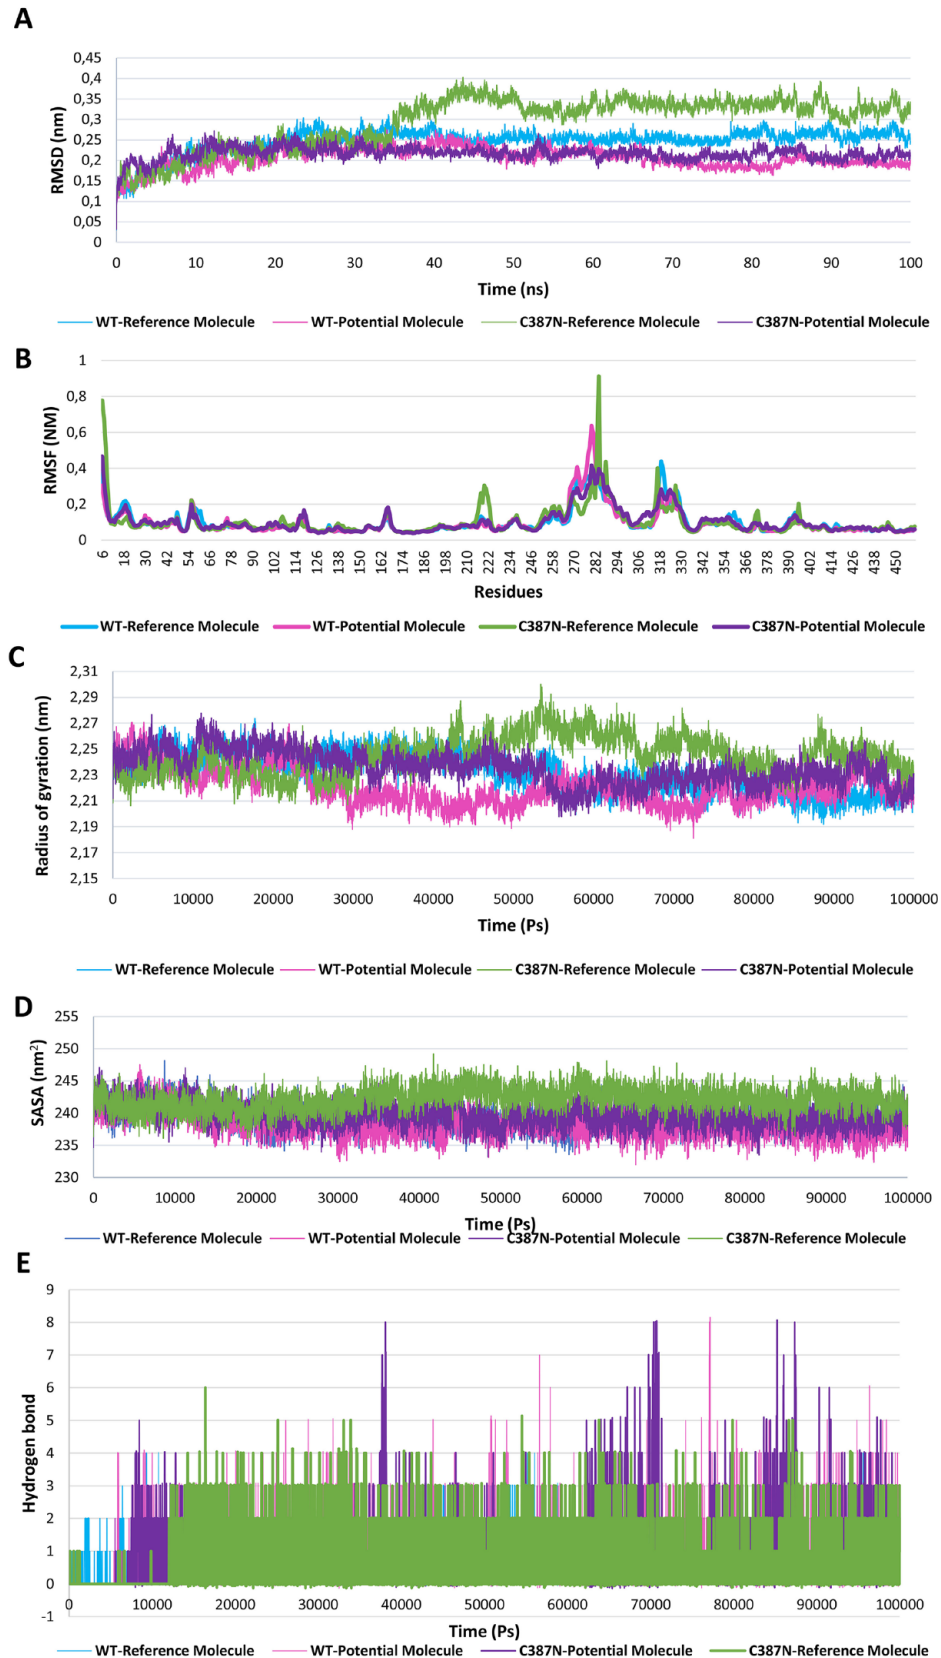 A
RMSD (nm)
0,45
0,4
0,35
0,3
0,25
0,2
0,15
0,1
0,05
0
0 10 20 30 40 50 60 70 80 90 100
Time (ns)
WT-Reference Molecule WT-Potential Molecule C387N-Reference Molecule C387N-Potential Molecule
B
RMSF (NM)
1
0,8
0,6
0,4
0,2
0
6 18 30 42 54 66 78 90 102 114 126 138 150 162 174 186 198 210 222 234 246 258 270 282 294 306 318 330 342 354 366 378 390 402 414 426 438 450
Residues
WT-Reference Molecule WT-Potential Molecule C387N-Reference Molecule C387N-Potential Molecule
C
Radius of gyration (nm)
2,31
2,29
2,27
2,25
2,23
2,21
2,19
2,17
2,15
0 10000 20000 30000 40000 50000 60000 70000 80000 90000 100000
Time (Ps)
WT-Reference Molecule WT-Potential Molecule C387N-Reference Molecule C387N-Potential Molecule
D
SASA (nm²)
255
250
245
240
235
230
0 10000 20000 30000 40000 50000 60000 70000 80000 90000 100000
Time (Ps)
WT-Reference Molecule WT-Potential Molecule C387N-Potential Molecule C387N-Reference Molecule
E
Hydrogen bond
9
8
7
6
5
4
3
2
1
0
-1
0 10000 20000 30000 40000 50000 60000 70000 80000 90000 100000
Time (Ps)
WT-Reference Molecule WT-Potential Molecule C387N-Potential Molecule C387N-Reference Molecule